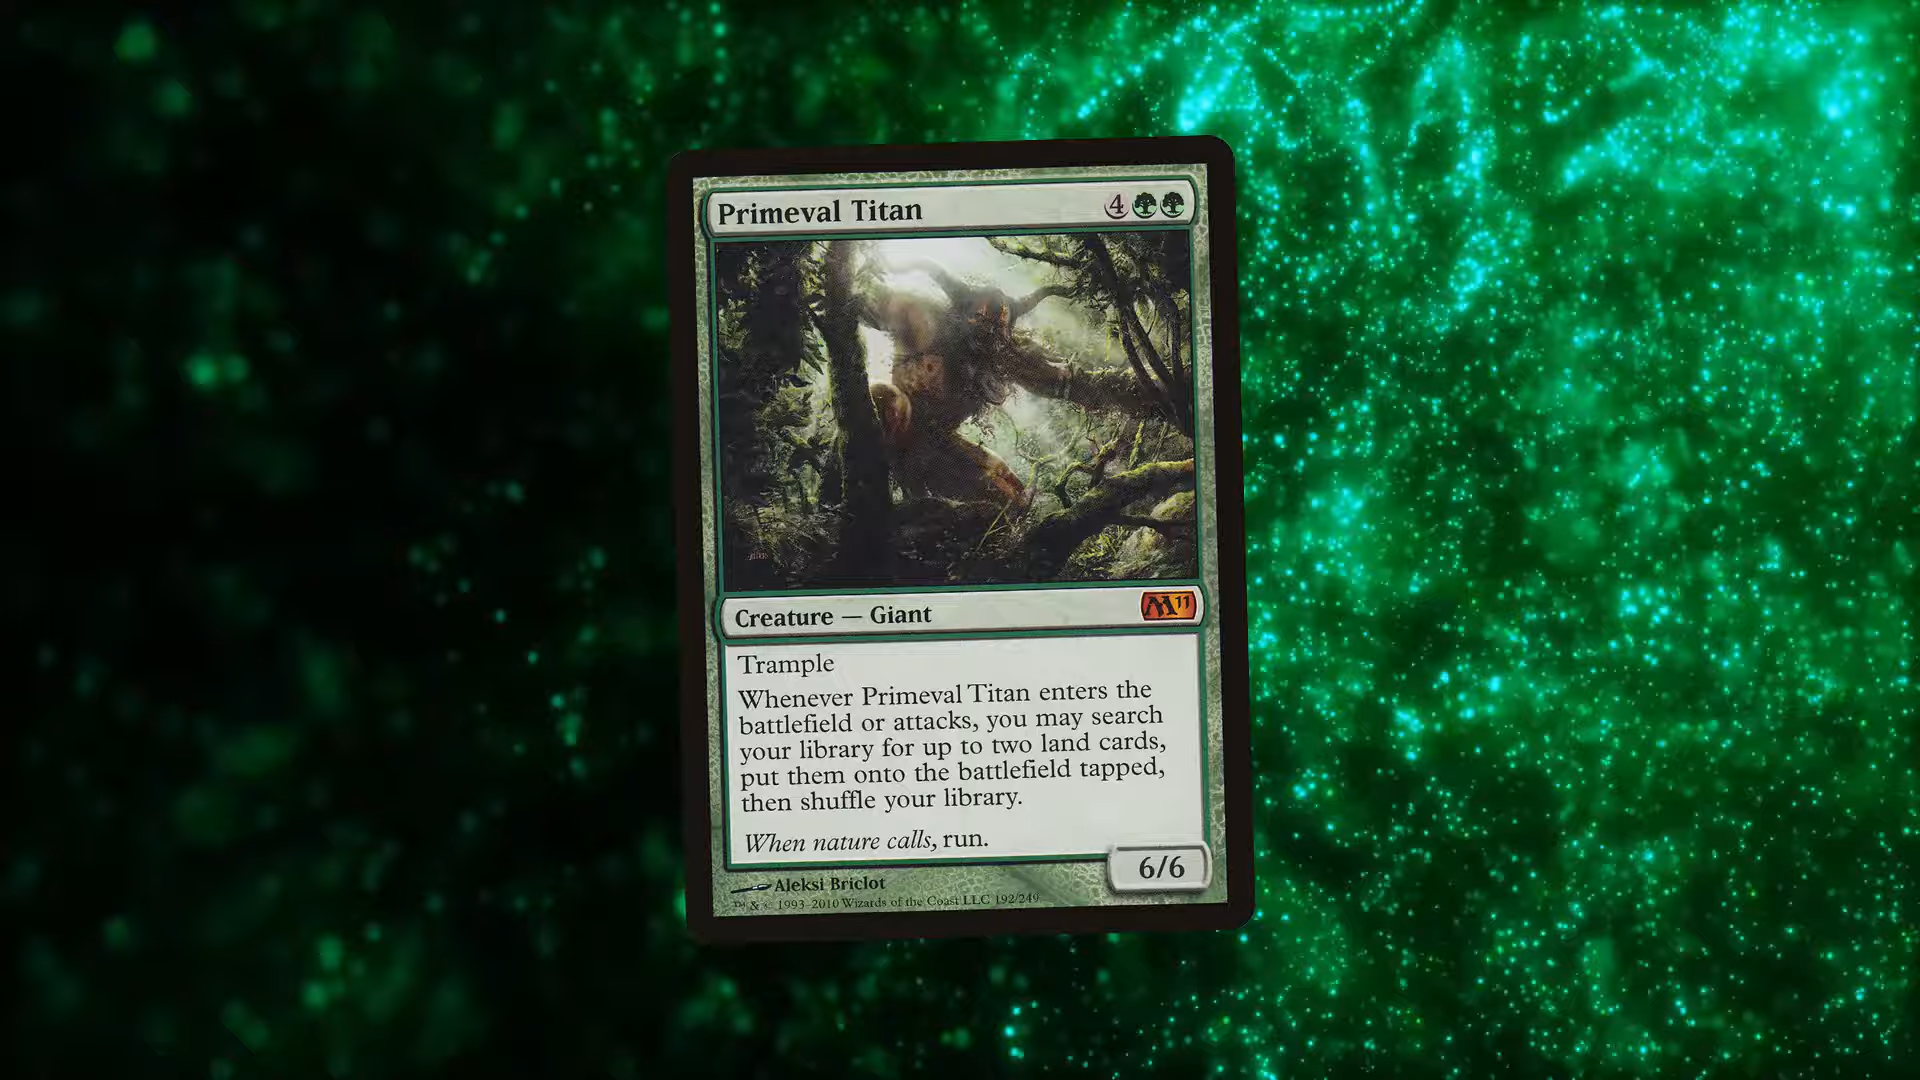 Primeval Titan 4
Creature — Giant M11
Trample
Whenever Primeval Titan enters the
battlefield or attacks, you may search
your library for up to two land cards,
put them onto the battlefield tapped,
then shuffle your library.
When nature calls, run.
6/6
Aleksi Briclot
™ & © 1993–2010 Wizards of the Coast LLC 192/249